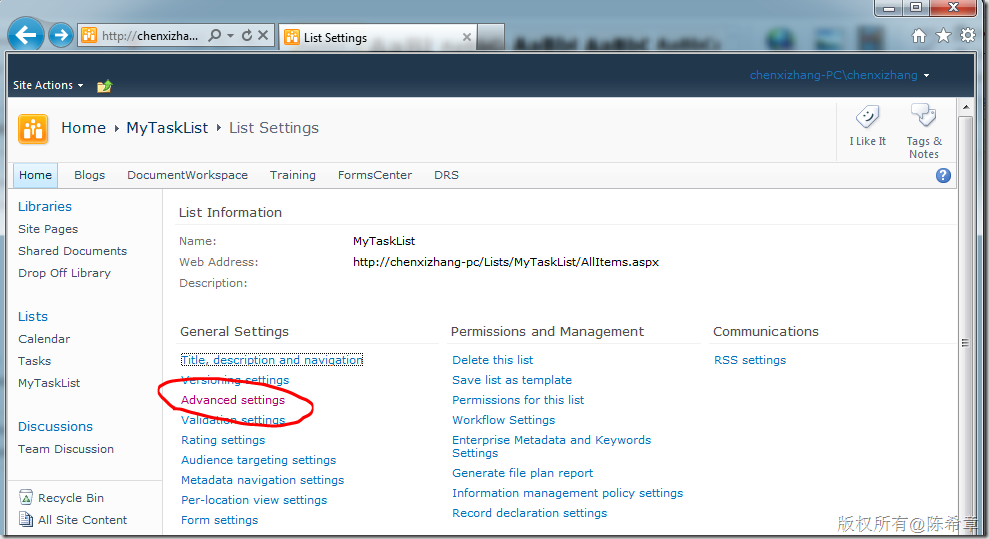 http://chenxizha...
List Settings
chenxizhang-PC\chenxizhang
Site Actions
Home ▸ MyTaskList ▸ List Settings
I Like It
Tags &
Notes
Home Blogs DocumentWorkspace Training FormsCenter DRS
Libraries
Site Pages
Shared Documents
Drop Off Library
Lists
Calendar
Tasks
MyTaskList
Discussions
Team Discussion
Recycle Bin
All Site Content
List Information
Name: MyTaskList
Web Address: http://chenxizhang-pc/Lists/MyTaskList/AllItems.aspx
Description:
General Settings
Title, description and navigation
Versioning settings
Advanced settings
Validation settings
Rating settings
Audience targeting settings
Metadata navigation settings
Per-location view settings
Form settings
Permissions and Management
Delete this list
Save list as template
Permissions for this list
Workflow Settings
Enterprise Metadata and Keywords
Settings
Generate file plan report
Information management policy settings
Record declaration settings
Communications
RSS settings
版权所有@陈希章